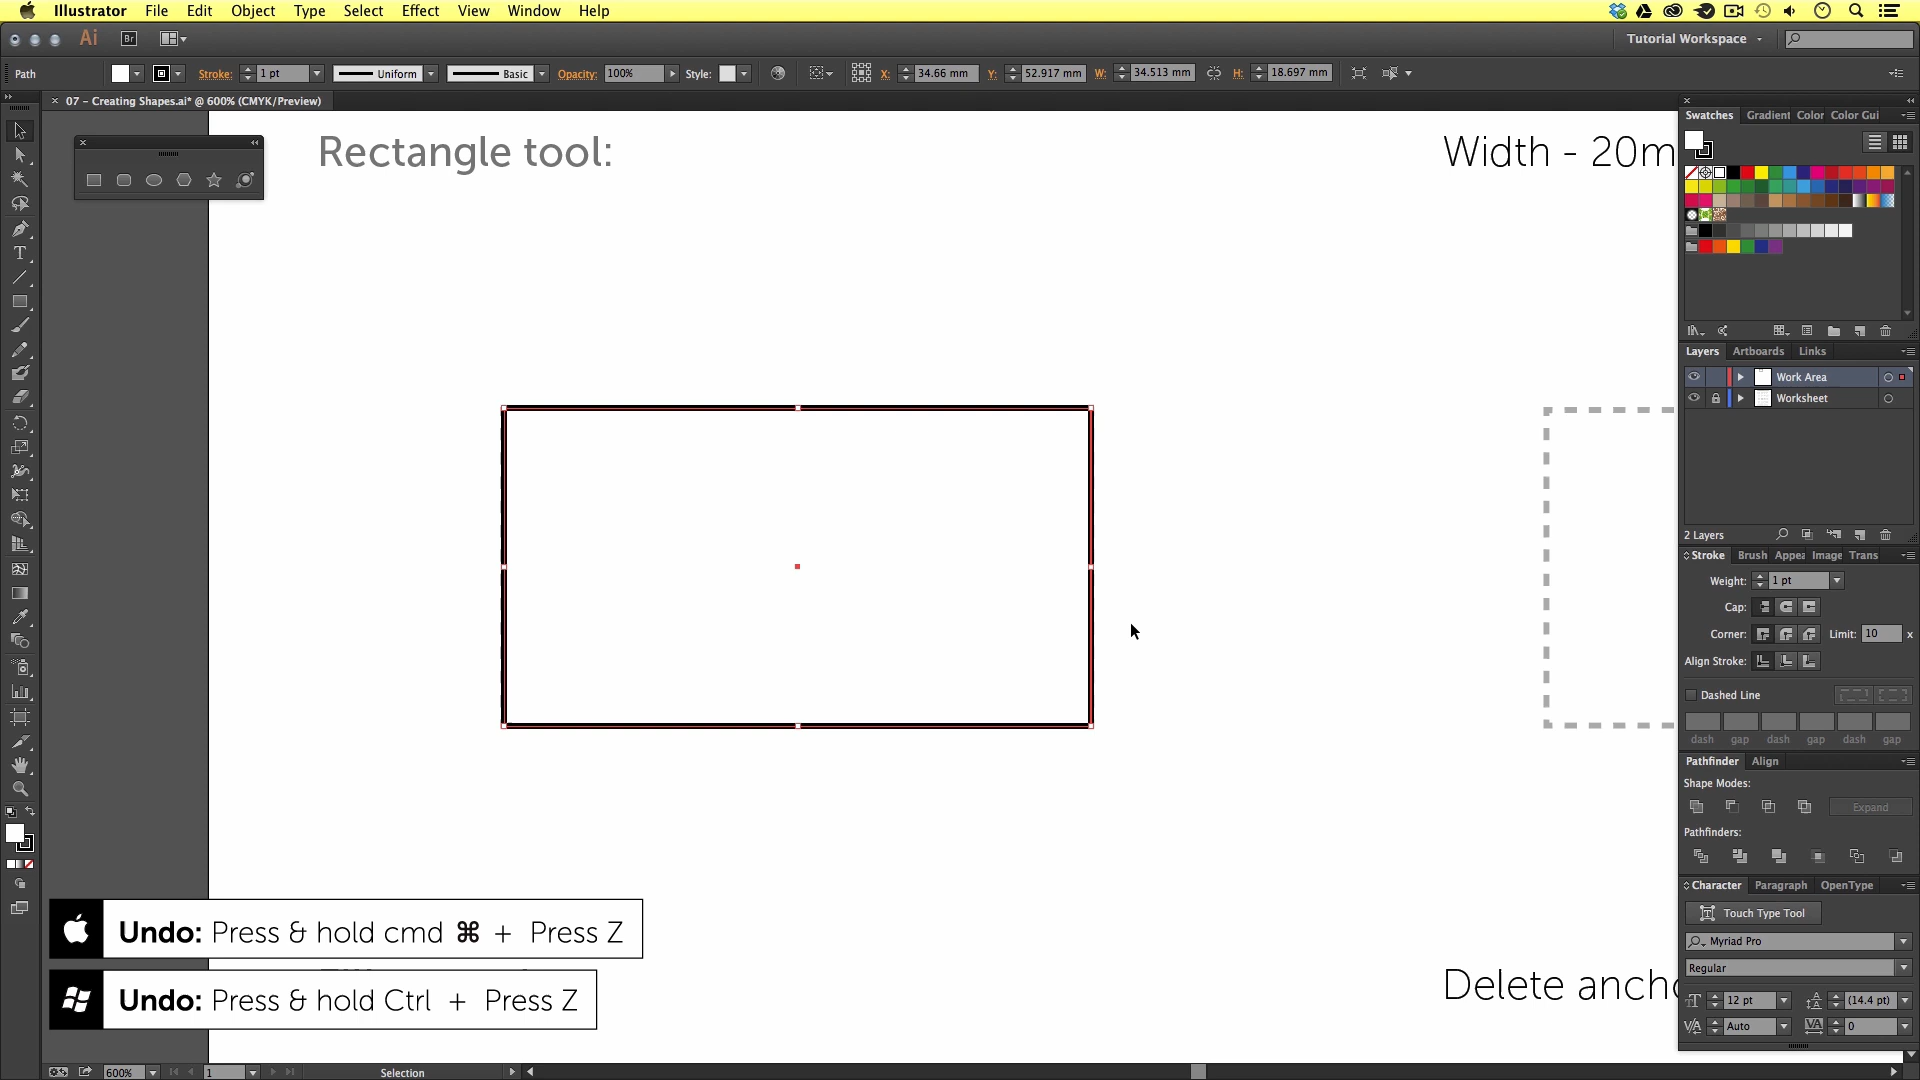 Illustrator File Edit Object Type Select Effect View Window Help
Ai Br Tutorial Workspace
Path Stroke: 1 pt Uniform Basic Opacity: 100% Style: X: 34.66 mm Y: 52.917 mm W: 34.513 mm H: 18.697 mm
07 – Creating Shapes.ai* @ 600% (CMYK/Preview)
Rectangle tool:
Width - 20m
Swatches Gradient Color Color Gui
Layers Artboards Links
Work Area
Worksheet
2 Layers
Stroke Brush Appea Image Trans
Weight: 1 pt
Cap:
Corner: Limit: 10 x
Align Stroke:
Dashed Line
dash gap dash gap dash gap
Pathfinder Align
Shape Modes:
Expand
Pathfinders:
Character Paragraph OpenType
Touch Type Tool
Myriad Pro
Regular
12 pt (14.4 pt)
Auto 0
Undo: Press & hold cmd ⌘ + Press Z
Undo: Press & hold Ctrl + Press Z
Delete ancho
600% 1 Selection